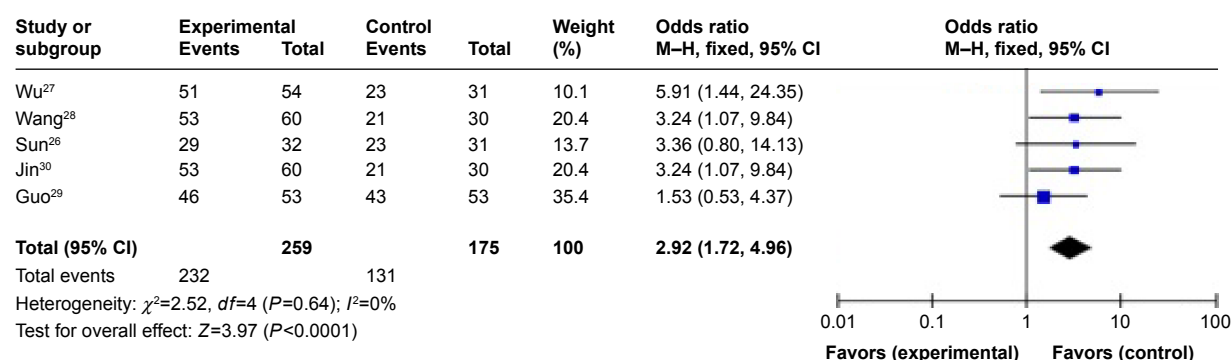 Study or Experimental Control Weight Odds ratio Odds ratio
subgroup Events Total Events Total (%) M–H, fixed, 95% CI M–H, fixed, 95% CI
Wu²⁷ 51 54 23 31 10.1 5.91 (1.44, 24.35)
Wang²⁸ 53 60 21 30 20.4 3.24 (1.07, 9.84)
Sun²⁶ 29 32 23 31 13.7 3.36 (0.80, 14.13)
Jin³⁰ 53 60 21 30 20.4 3.24 (1.07, 9.84)
Guo²⁹ 46 53 43 53 35.4 1.53 (0.53, 4.37)
Total (95% CI) 259 175 100 2.92 (1.72, 4.96)
Total events 232 131
Heterogeneity: χ²=2.52, df=4 (P=0.64); I²=0%
Test for overall effect: Z=3.97 (P<0.0001)
0.01 0.1 1 10 100
Favors (experimental) Favors (control)